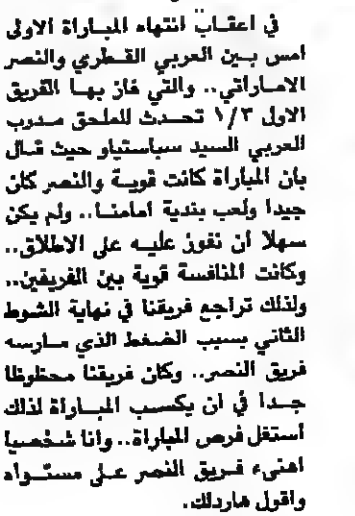 في اعقاب انتهاء المباراة الاولى
امس بين العربي القطري والنصر
الاماراتي.. والتي فاز بها الفريق
الاول ١/٣ تحدث للملحق مدرب
العربي السيد سباستياو حيث قال
بان المباراة كانت قوية والنصر كان
جيدا ولعب بندية امامنا.. ولم يكن
سهلا ان نفوز عليه على الاطلاق..
وكانت المنافسة قوية بين الفريقين..
ولذلك تراجع فريقنا في نهاية الشوط
الثاني بسبب الضغط الذي مارسه
فريق النصر.. وكان فريقنا محظوظا
جدا في ان يكسب المباراة لذلك
استغل فرص المباراة.. وانا شخصيا
اهنىء فريق النصر على مستواه
واقول هاردلك.